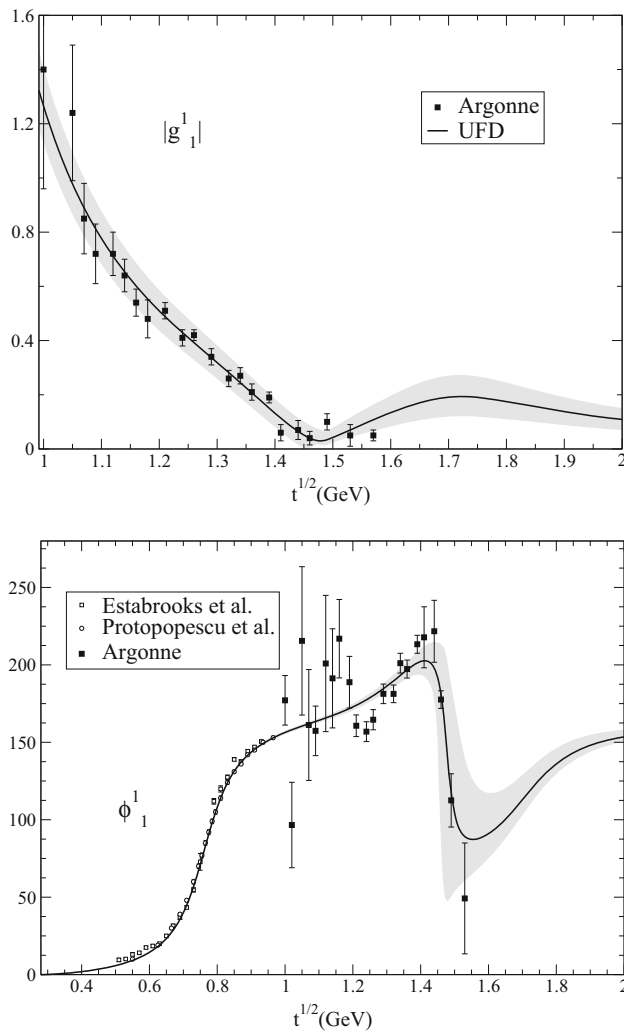 1.6
1.2
0.8
0.4
0
|g¹₁|
Argonne
UFD
1 1.1 1.2 1.3 1.4 1.5 1.6 1.7 1.8 1.9 2
t^1/2(GeV)
250
200
150
100
50
0
Estabrooks et al.
Protopopescu et al.
Argonne
ϕ¹₁
0.4 0.6 0.8 1 1.2 1.4 1.6 1.8 2
t^1/2(GeV)